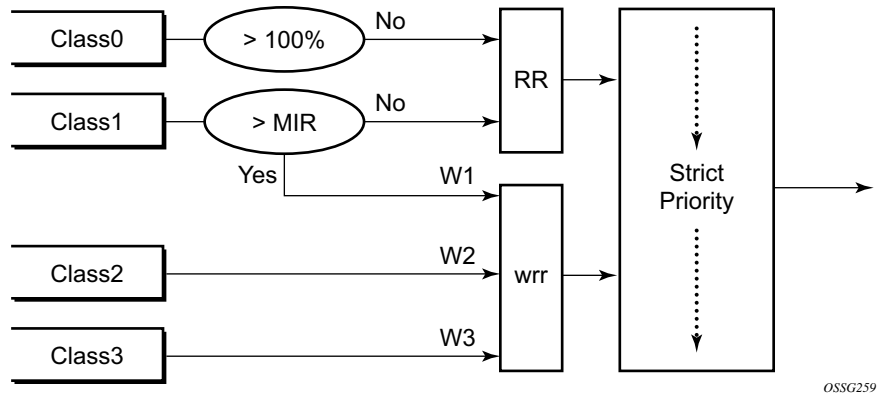 Class0
> 100%
No
Class1
> MIR
No
RR
Yes
W1
Strict
Priority
Class2
W2
wrr
Class3
W3
OSSG259